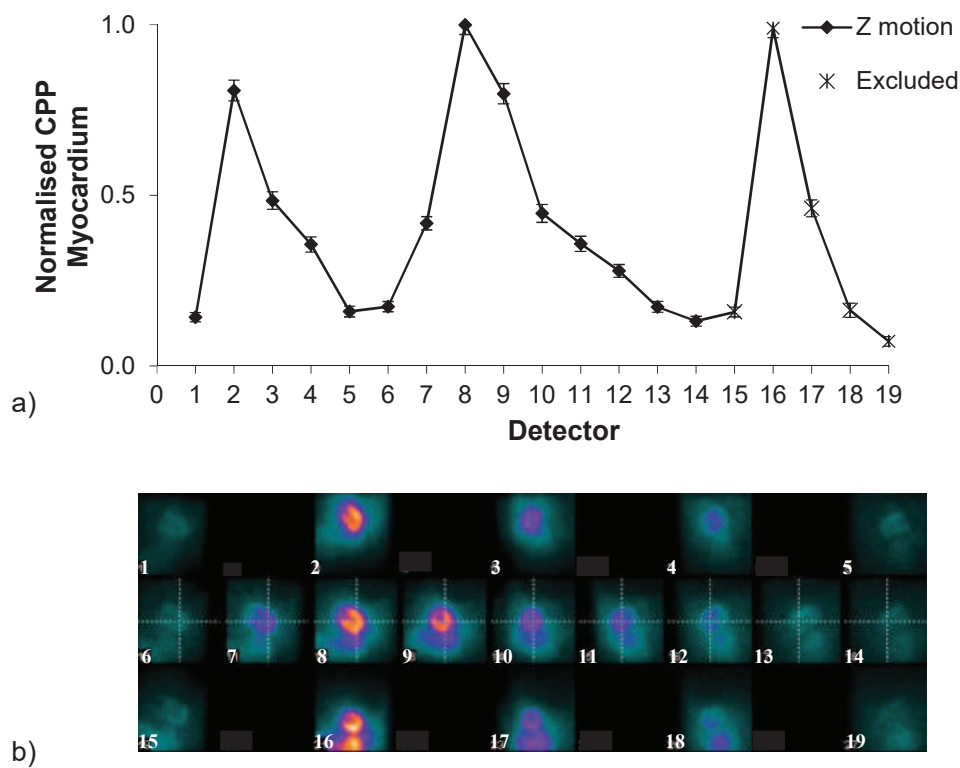 1.0
Z motion
Excluded
Normalised CPP
Myocardium
0.5
0.0
0 1 2 3 4 5 6 7 8 9 10 11 12 13 14 15 16 17 18 19
a)
Detector
1 2 3 4 5
6 7 8 9 10 11 12 13 14
15 16 17 18 19
b)